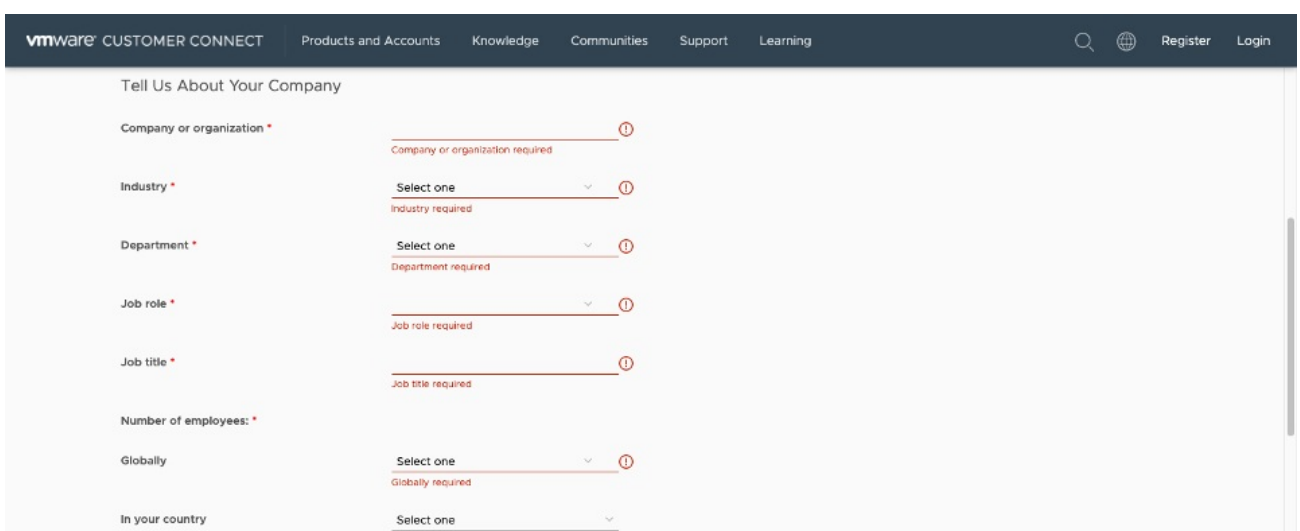 vmware® CUSTOMER CONNECT Products and Accounts Knowledge Communities Support Learning Register Login
Tell Us About Your Company
Company or organization *
Company or organization required
Industry * Select one
Industry required
Department * Select one
Department required
Job role *
Job role required
Job title *
Job title required
Number of employees: *
Globally Select one
Globally required
In your country Select one